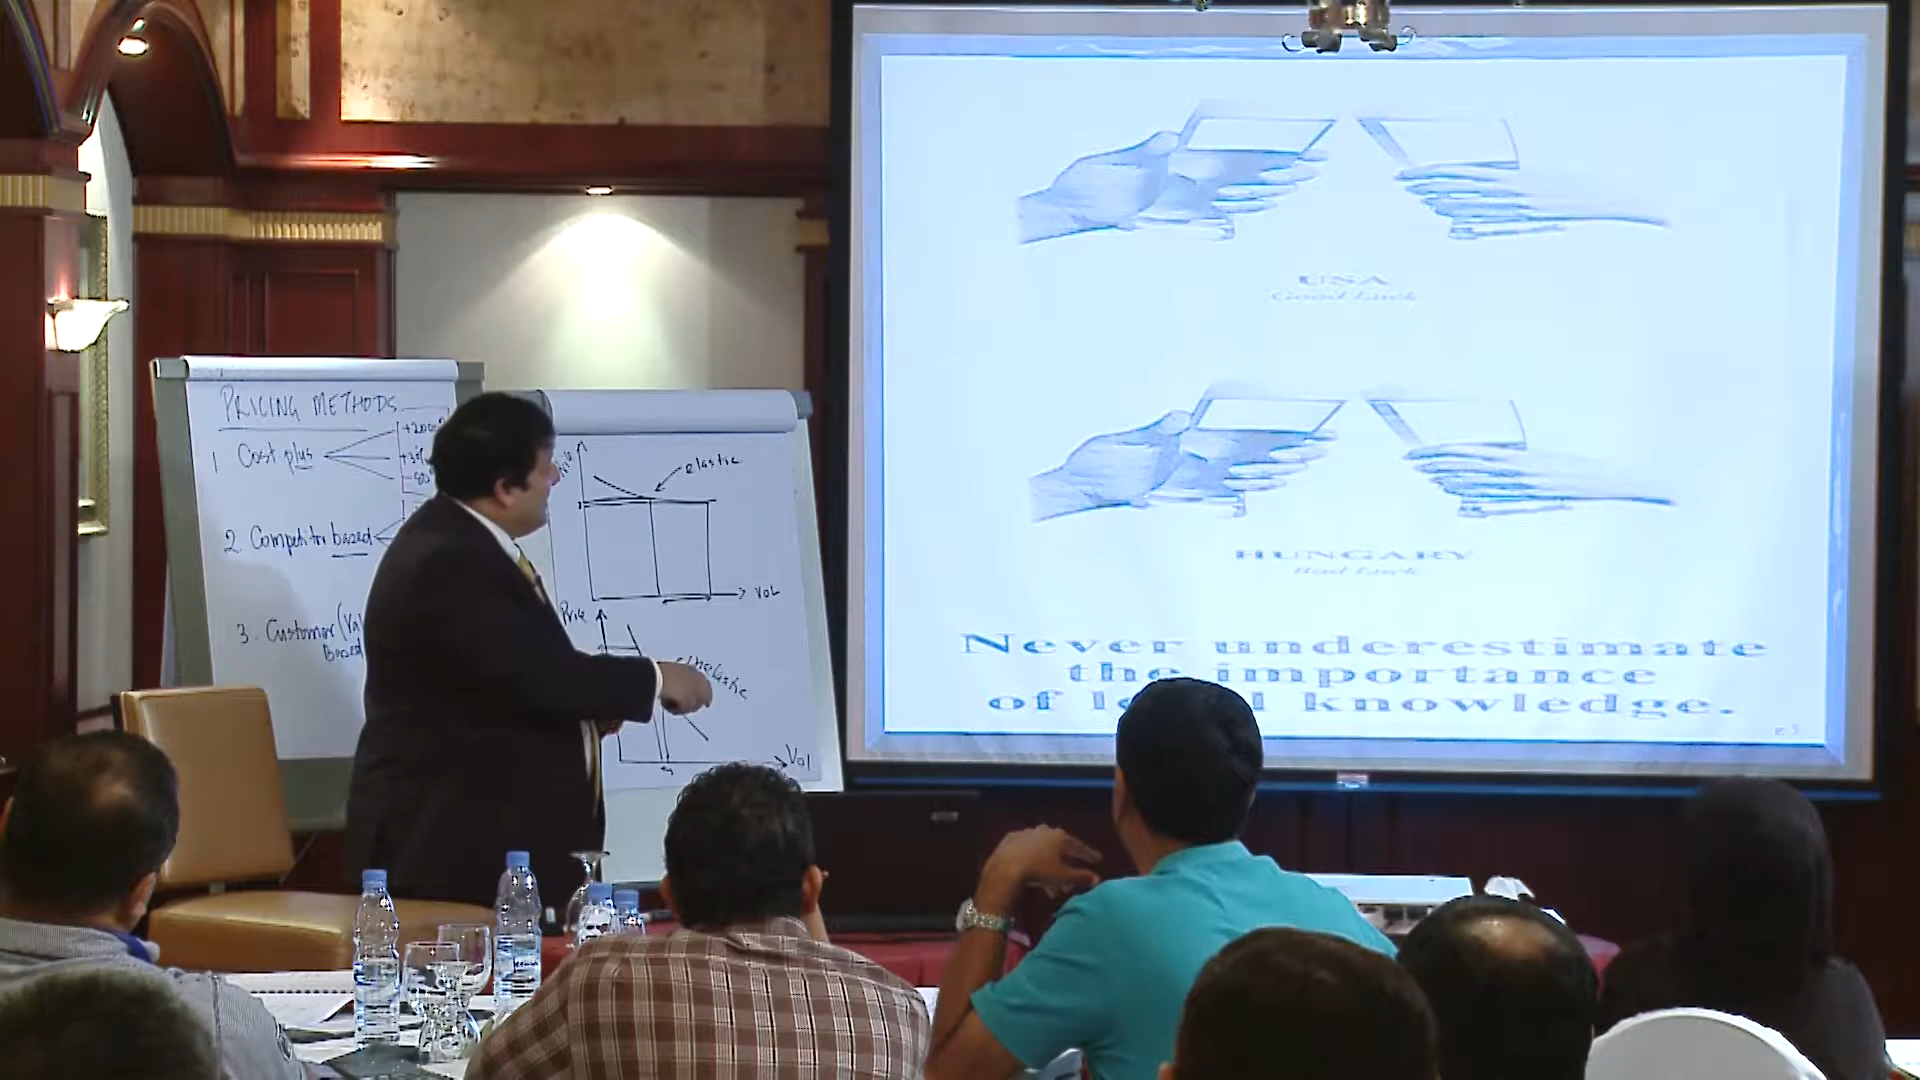 PRICING METHODS
1 Cost plus
2. Competitor based
3. Customer (Val
Based
elastic
VOL
Price
Vol
USA
Good Luck
HUNGARY
Bad Luck
Never underestimate
the importance
of local knowledge.